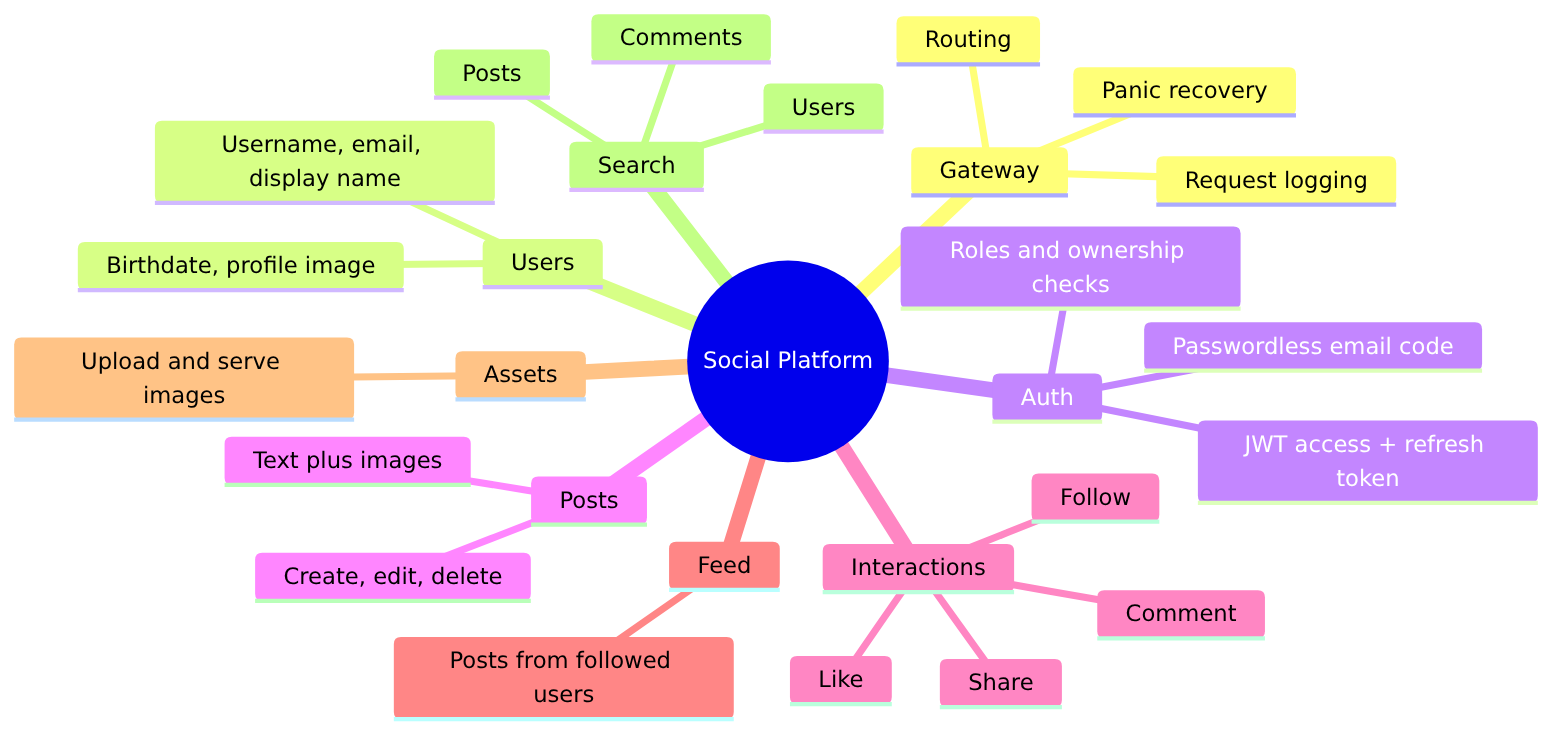 Comments
Routing
Posts
Panic recovery
Users
Username, email,
display name
Search
Gateway
Request logging
Roles and ownership
checks
Users
Birthdate, profile image
Social Platform
Passwordless email code
Upload and serve
images
Assets
Auth
JWT access + refresh
token
Text plus images
Posts
Follow
Create, edit, delete
Feed
Interactions
Comment
Posts from followed
users
Like
Share